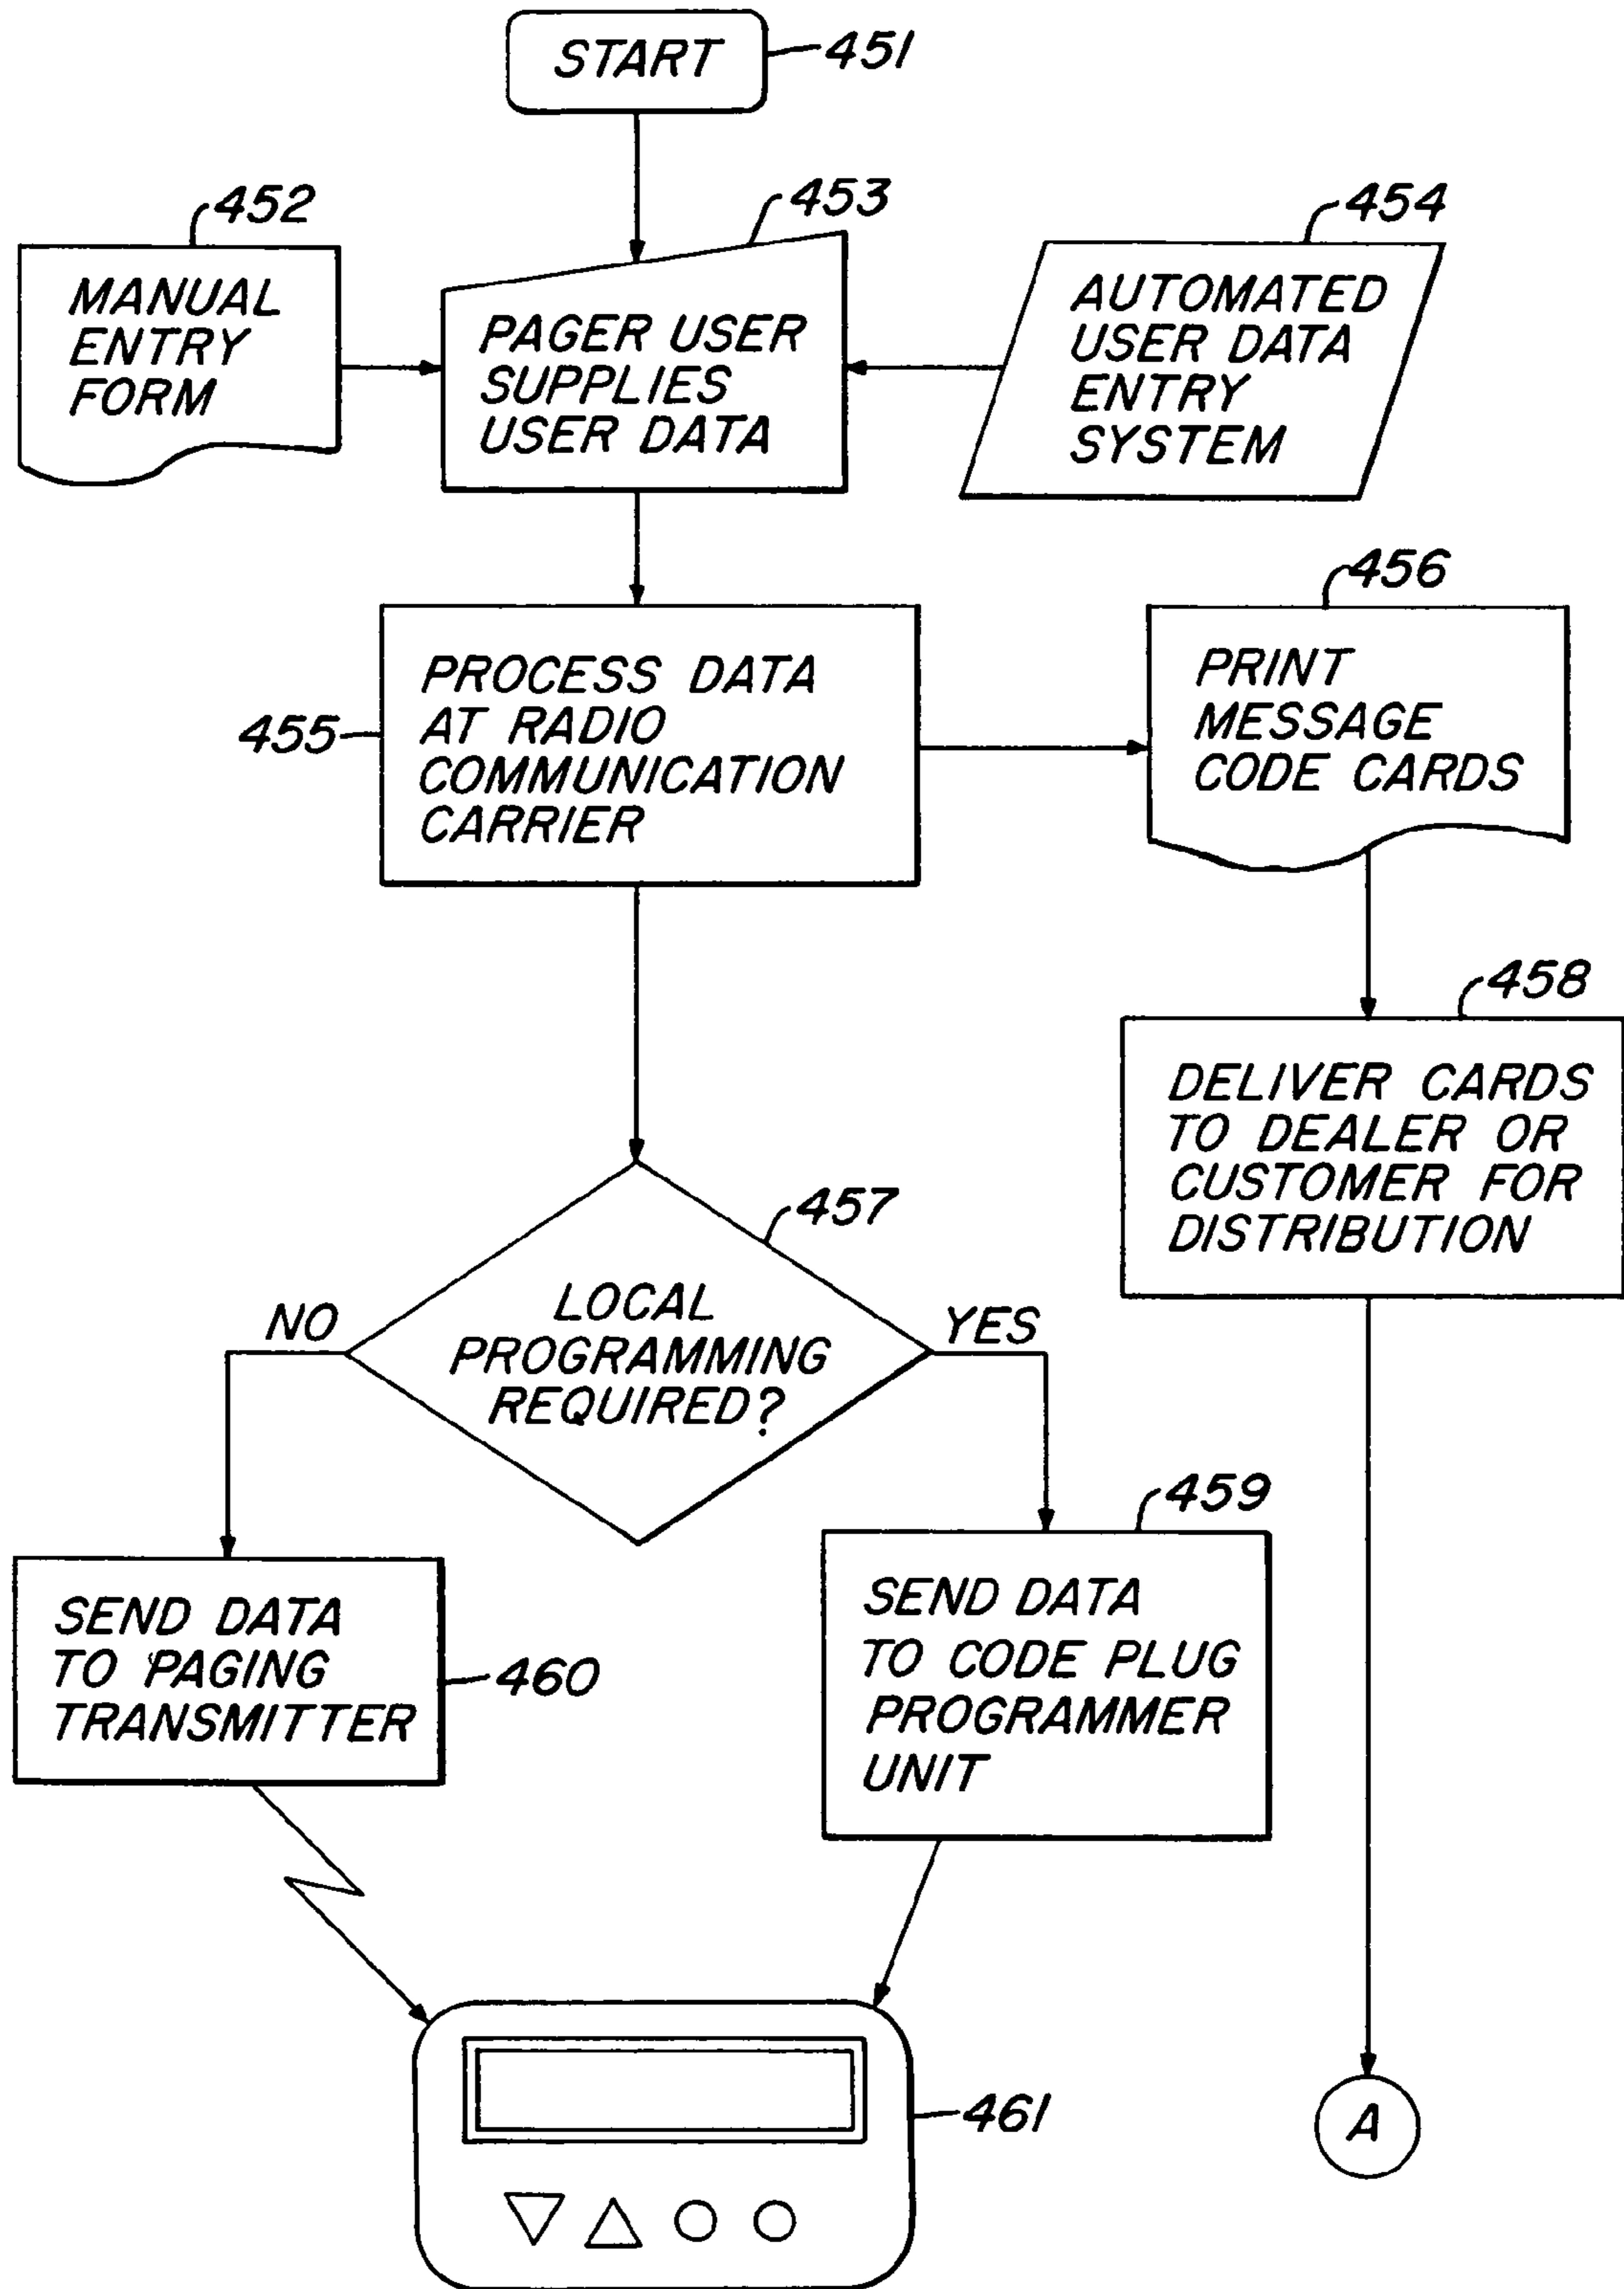 START
451
452
MANUAL
ENTRY
FORM
453
PAGER USER
SUPPLIES
USER DATA
454
AUTOMATED
USER DATA
ENTRY
SYSTEM
455
PROCESS DATA
AT RADIO
COMMUNICATION
CARRIER
456
PRINT
MESSAGE
CODE CARDS
458
DELIVER CARDS
TO DEALER OR
CUSTOMER FOR
DISTRIBUTION
457
LOCAL
PROGRAMMING
REQUIRED?
NO
YES
SEND DATA
TO PAGING
TRANSMITTER
460
459
SEND DATA
TO CODE PLUG
PROGRAMMER
UNIT
461
A